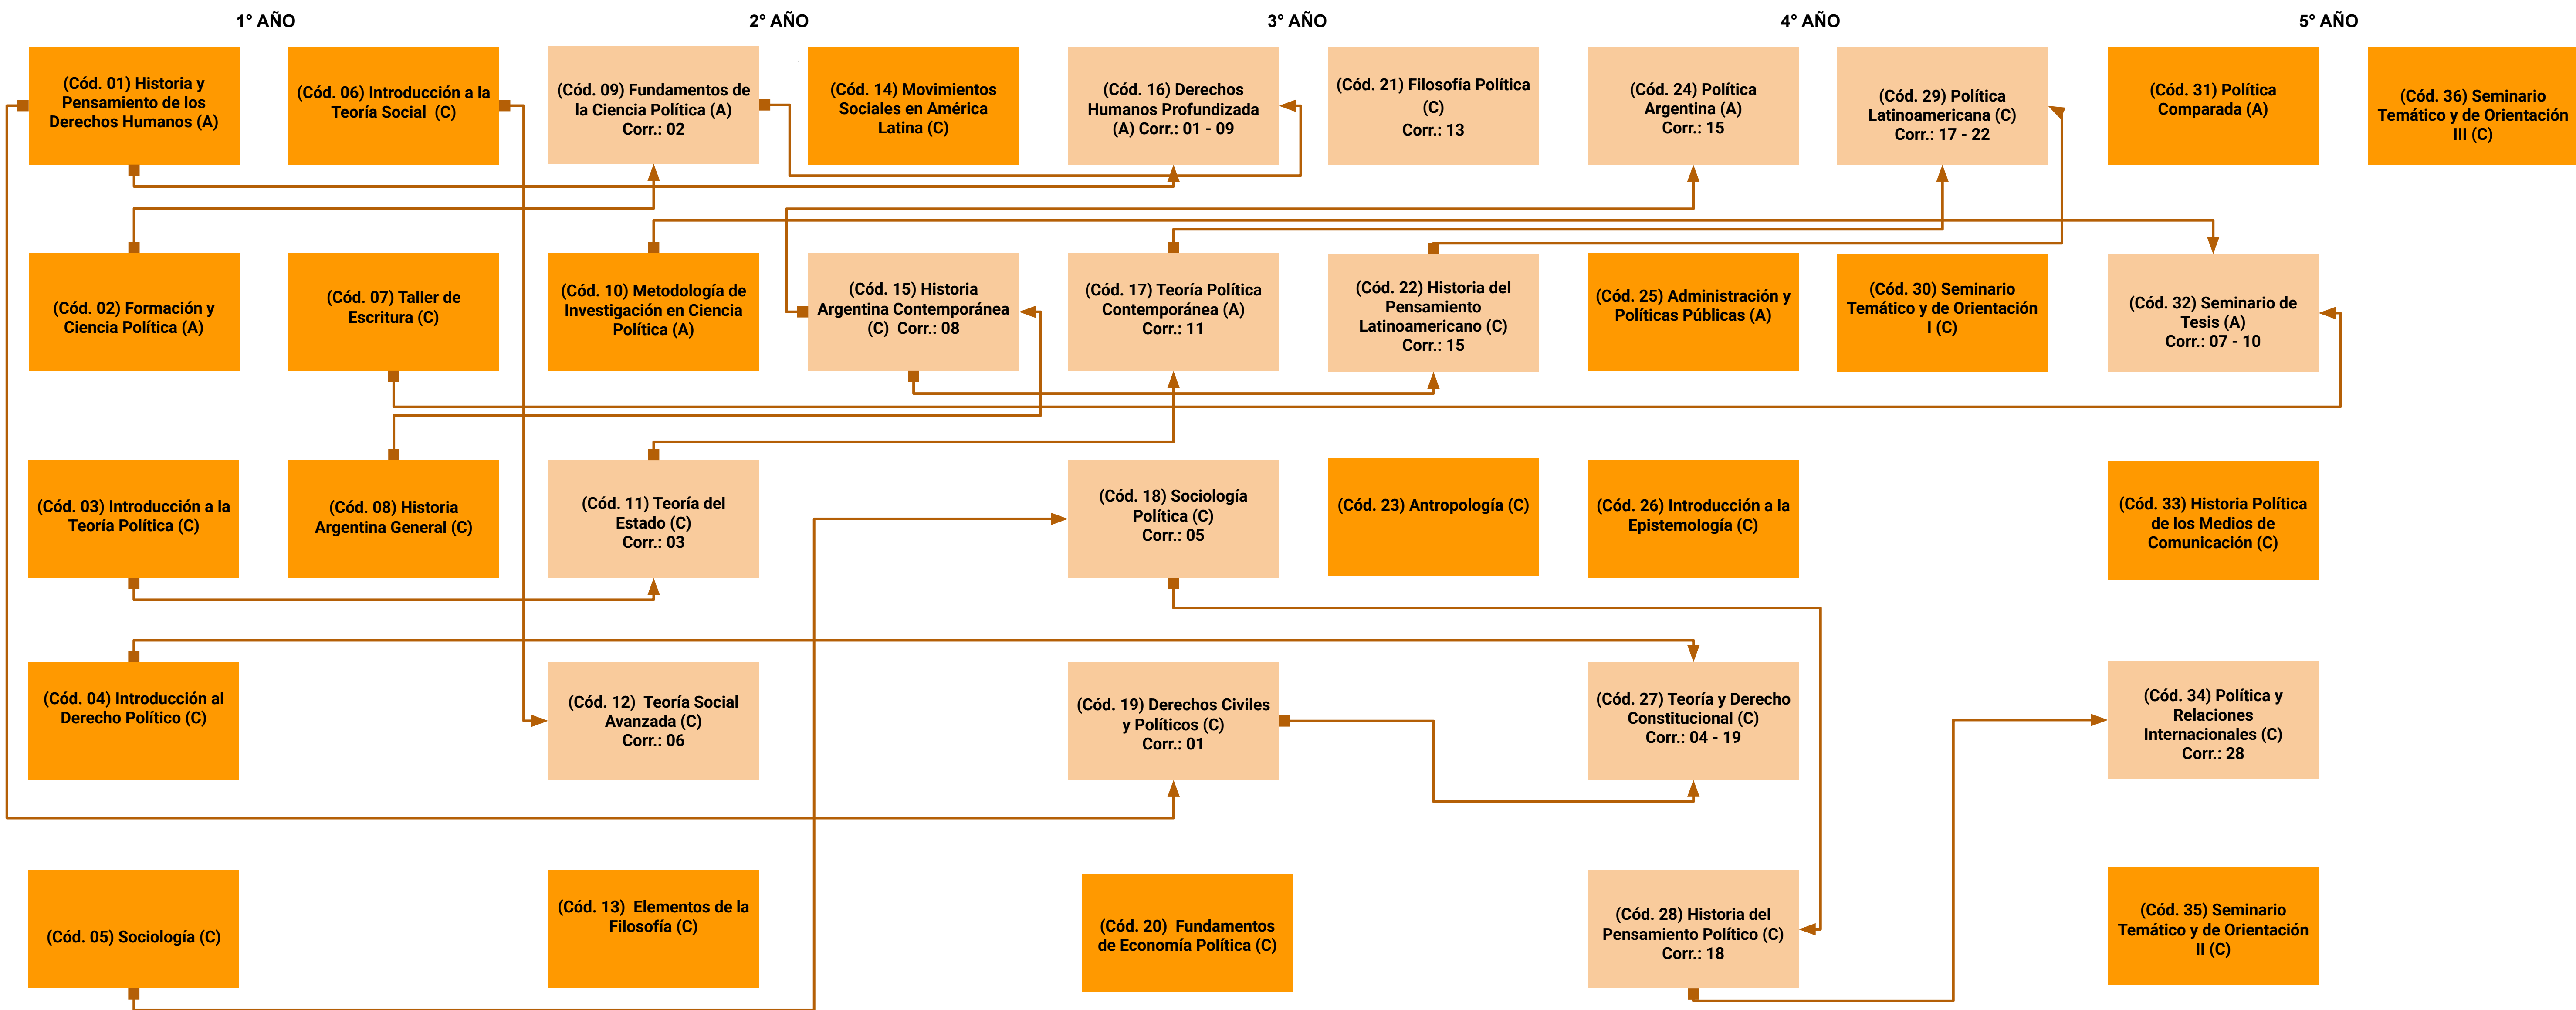 1° AÑO
2° AÑO
3° AÑO
4° AÑO
5° AÑO
(Cód. 01) Historia y
Pensamiento de los
Derechos Humanos (A)
(Cód. 06) Introducción a la
Teoría Social (C)
(Cód. 09) Fundamentos de
la Ciencia Política (A)
Corr.: 02
(Cód. 14) Movimientos
Sociales en América
Latina (C)
(Cód. 16) Derechos
Humanos Profundizada
(A) Corr.: 01 - 09
(Cód. 21) Filosofía Política
(C)
Corr.: 13
(Cód. 24) Política
Argentina (A)
Corr.: 15
(Cód. 29) Política
Latinoamericana (C)
Corr.: 17 - 22
(Cód. 31) Política
Comparada (A)
(Cód. 36) Seminario
Temático y de Orientación
III (C)
(Cód. 02) Formación y
Ciencia Política (A)
(Cód. 07) Taller de
Escritura (C)
(Cód. 10) Metodología de
Investigación en Ciencia
Política (A)
(Cód. 15) Historia
Argentina Contemporánea
(C) Corr.: 08
(Cód. 17) Teoría Política
Contemporánea (A)
Corr.: 11
(Cód. 22) Historia del
Pensamiento
Latinoamericano (C)
Corr.: 15
(Cód. 25) Administración y
Políticas Públicas (A)
(Cód. 30) Seminario
Temático y de Orientación
I (C)
(Cód. 32) Seminario de
Tesis (A)
Corr.: 07 - 10
(Cód. 03) Introducción a la
Teoría Política (C)
(Cód. 08) Historia
Argentina General (C)
(Cód. 11) Teoría del
Estado (C)
Corr.: 03
(Cód. 18) Sociología
Política (C)
Corr.: 05
(Cód. 23) Antropología (C)
(Cód. 26) Introducción a la
Epistemología (C)
(Cód. 33) Historia Política
de los Medios de
Comunicación (C)
(Cód. 04) Introducción al
Derecho Político (C)
(Cód. 12) Teoría Social
Avanzada (C)
Corr.: 06
(Cód. 19) Derechos Civiles
y Políticos (C)
Corr.: 01
(Cód. 27) Teoría y Derecho
Constitucional (C)
Corr.: 04 - 19
(Cód. 34) Política y
Relaciones
Internacionales (C)
Corr.: 28
(Cód. 05) Sociología (C)
(Cód. 13) Elementos de la
Filosofía (C)
(Cód. 20) Fundamentos
de Economía Política (C)
(Cód. 28) Historia del
Pensamiento Político (C)
Corr.: 18
(Cód. 35) Seminario
Temático y de Orientación
II (C)